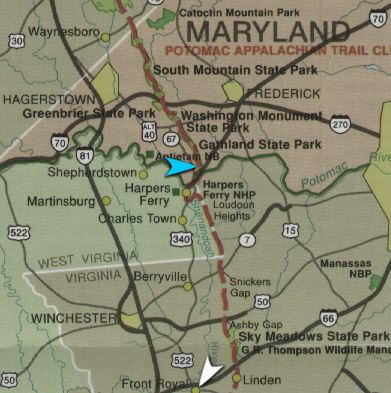 Catoctin Mountain Park
70
Waynesboro
30
MARYLAND
POTOMAC APPALACHIAN TRAIL CL
South Mountain State Park
HAGERSTOWN
FREDERICK
Greenbrier State Park
Washington Monument
State Park
ALT
40
67
270
70
Gathland State Park
81
Antietam NB
Shepherdstown
Potomac
River
Harpers
Ferry
Harpers
Ferry NHP
Martinsburg
Loudoun
Heights
Charles Town
Shenandoah
522
340
7
15
WEST VIRGINIA
VIRGINIA
Manassas
NBP
Berryville
Snickers
Gap
50
WINCHESTER
66
Ashby Gap
Sky Meadows State Park
522
River
G.R. Thompson Wildlife Mana
50
Front Royal
Linden